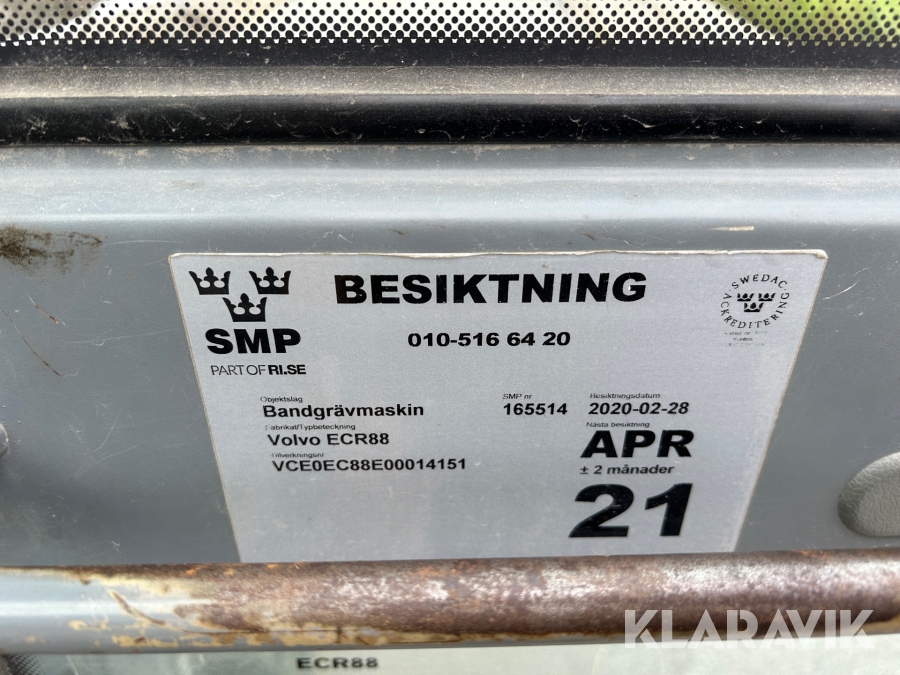 BESIKTNING
SMP
PART OF RI.SE
010-516 64 20
SWEDAC
ACKREDITERING
Objektslag
Bandgrävmaskin
SMP nr
165514
Besiktningsdatum
2020-02-28
Fabrikat/Typbeteckning
Volvo ECR88
Nästa besiktning
APR
± 2 månader
21
Tillverkningsnr
VCE0EC88E00014151
KLARAVIK
ECR88